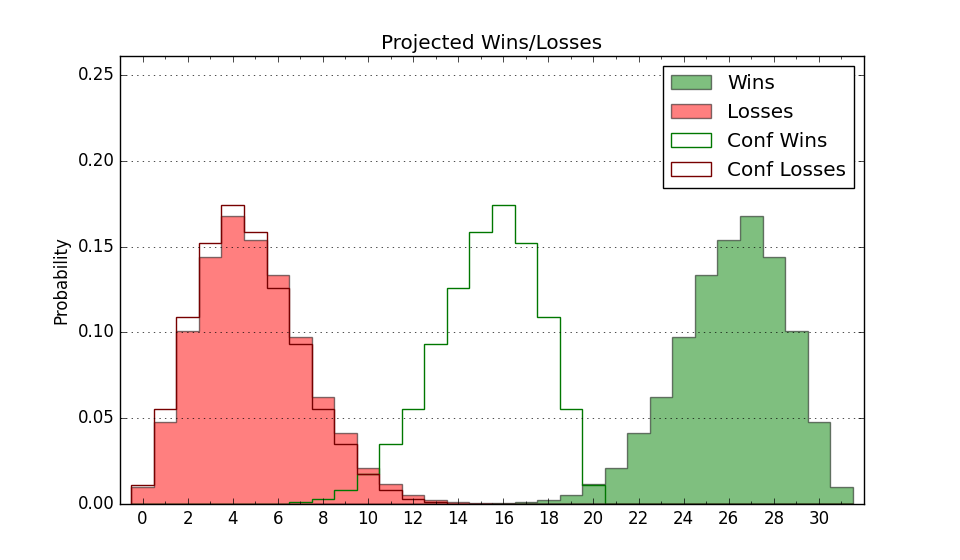 Projected Wins/Losses
0.25
0.20
0.15
0.10
0.05
0.00
Probability
Wins
Losses
Conf Wins
Conf Losses
0 2 4 6 8 10 12 14 16 18 20 22 24 26 28 30